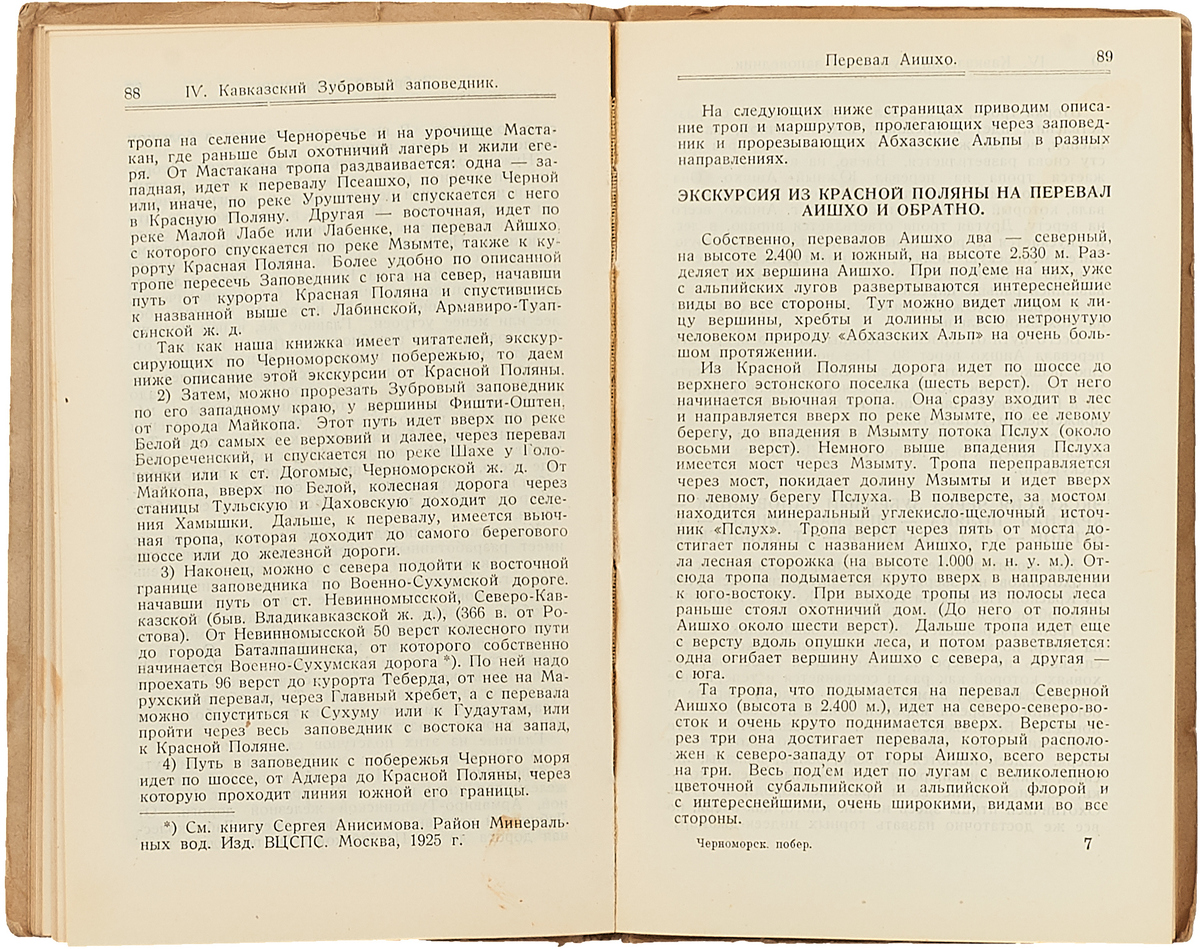 88 IV. Кавказский Зубровый заповедник.
тропа на селение Черноречье и на урочище Маста-
кан, где раньше был охотничий лагерь и жили еге-
ря. От Мастакана тропа раздваивается: одна — за-
падная, идет к перевалу Псеашхо, по речке Черной
или, иначе, по реке Уруштену и спускается с него
в Красную Поляну. Другая — восточная, идет по
реке Малой Лабе или Лабенке, на перевал Айшхо,
с которого спускается по реке Мзымте, также к ку-
рорту Красная Поляна. Более удобно по описанной
тропе пересечь Заповедник с юга на север, начавши
путь от курорта Красная Поляна и спустившись
к названной выше ст. Лабинской, Армавиро-Туап-
синской ж. д.
Так как наша книжка имеет читателей, экскур-
сирующих по Черноморскому побережью, то даем
ниже описание этой экскурсии от Красной Поляны.
2) Затем, можно прорезать Зубровый заповедник
по его западному краю, у вершины Фишти-Оштен,
от города Майкопа. Этот путь идет вверх по реке
Белой до самых ее верховий и далее, через перевал
Белореченский, и спускается по реке Шахе у Голо-
винки или к ст. Догомыс, Черноморской ж. д. От
Майкопа, вверх по Белой, колесная дорога через
станицы Тульскую и Даховскую доходит до селе-
ния Хамышки. Дальше, к перевалу, имеется вьюч-
ная тропа, которая доходит до самого берегового
шоссе или до железной дороги.
3) Наконец, можно с севера подойти к восточной
границе заповедника по Военно-Сухумской дороге.
начавши путь от ст. Невинномысской, Северо-Кав-
казской (быв. Владикавказской ж. д.), (366 в. от Ро-
стова). От Невинномысской 50 верст колесного пути
до города Баталпашинска, от которого собственно
начинается Военно-Сухумская дорога *). По ней надо
проехать 96 верст до курорта Теберда, от нее на Ма-
рухский перевал, через Главный хребет, а с перевала
можно спуститься к Сухуму или к Гудаутам, или
пройти через весь заповедник с востока на запад,
к Красной Поляне.
4) Путь в заповедник с побережья Черного моря
идет по шоссе, от Адлера до Красной Поляны, через
которую проходит линия южной его границы.
*) См. книгу Сергея Анисимова. Район Минераль-
ных вод. Изд. ВЦСПС. Москва, 1925 г.
Перевал Аишхо. 89
На следующих ниже страницах приводим описа-
ние троп и маршрутов, пролегающих через заповед-
ник и прорезывающих Абхазские Альпы в разных
направлениях.
ЭКСКУРСИЯ ИЗ КРАСНОЙ ПОЛЯНЫ НА ПЕРЕВАЛ
АИШХО И ОБРАТНО.
Собственно, перевалов Аишхо два — северный,
на высоте 2.400 м. и южный, на высоте 2.530 м. Раз-
деляет их вершина Аишхо. При под'еме на них, уже
с альпийских лугов развертываются интереснейшие
виды во все стороны. Тут можно видет лицом к ли-
цу вершины, хребты и долины и всю нетронутую
человеком природу «Абхазских Альп» на очень боль-
шом протяжении.
Из Красной Поляны дорога идет по шоссе до
верхнего эстонского поселка (шесть верст). От него
начинается вьючная тропа. Она сразу входит в лес
и направляется вверх по реке Мзымте, по ее левому
берегу, до впадения в Мзымту потока Пслух (около
восьми верст). Немного выше впадения Пслуха
имеется мост через Мзымту. Тропа переправляется
через мост, покидает долину Мзымты и идет вверх
по левому берегу Пслуха. В полверсте, за мостом
находится минеральный углекисло-щелочный источ-
ник «Пслух». Тропа верст через пять от моста до-
стигает поляны с названием Аишхо, где раньше бы-
ла лесная сторожка (на высоте 1.000 м. н. у. м.). От-
сюда тропа подымается круто вверх в направлении
к юго-востоку. При выходе тропы из полосы леса
раньше стоял охотничий дом. (До него от поляны
Аишхо около шести верст). Дальше тропа идет еще
с версту вдоль опушки леса, и потом разветвляется:
одна огибает вершину Аишхо с севера, а другая —
с юга.
Та тропа, что подымается на перевал Северной
Аишхо (высота в 2.400 м.), идет на северо-северо-во-
сток и очень круто поднимается вверх. Версты че-
рез три она достигает перевала, который располо-
жен к северо-западу от горы Аишхо, всего версты
на три. Весь под'ем идет по лугам с великолепною
цветочной субальпийской и альпийской флорой и
с интереснейшими, очень широкими, видами во все
стороны.
Черноморск. побер. 7